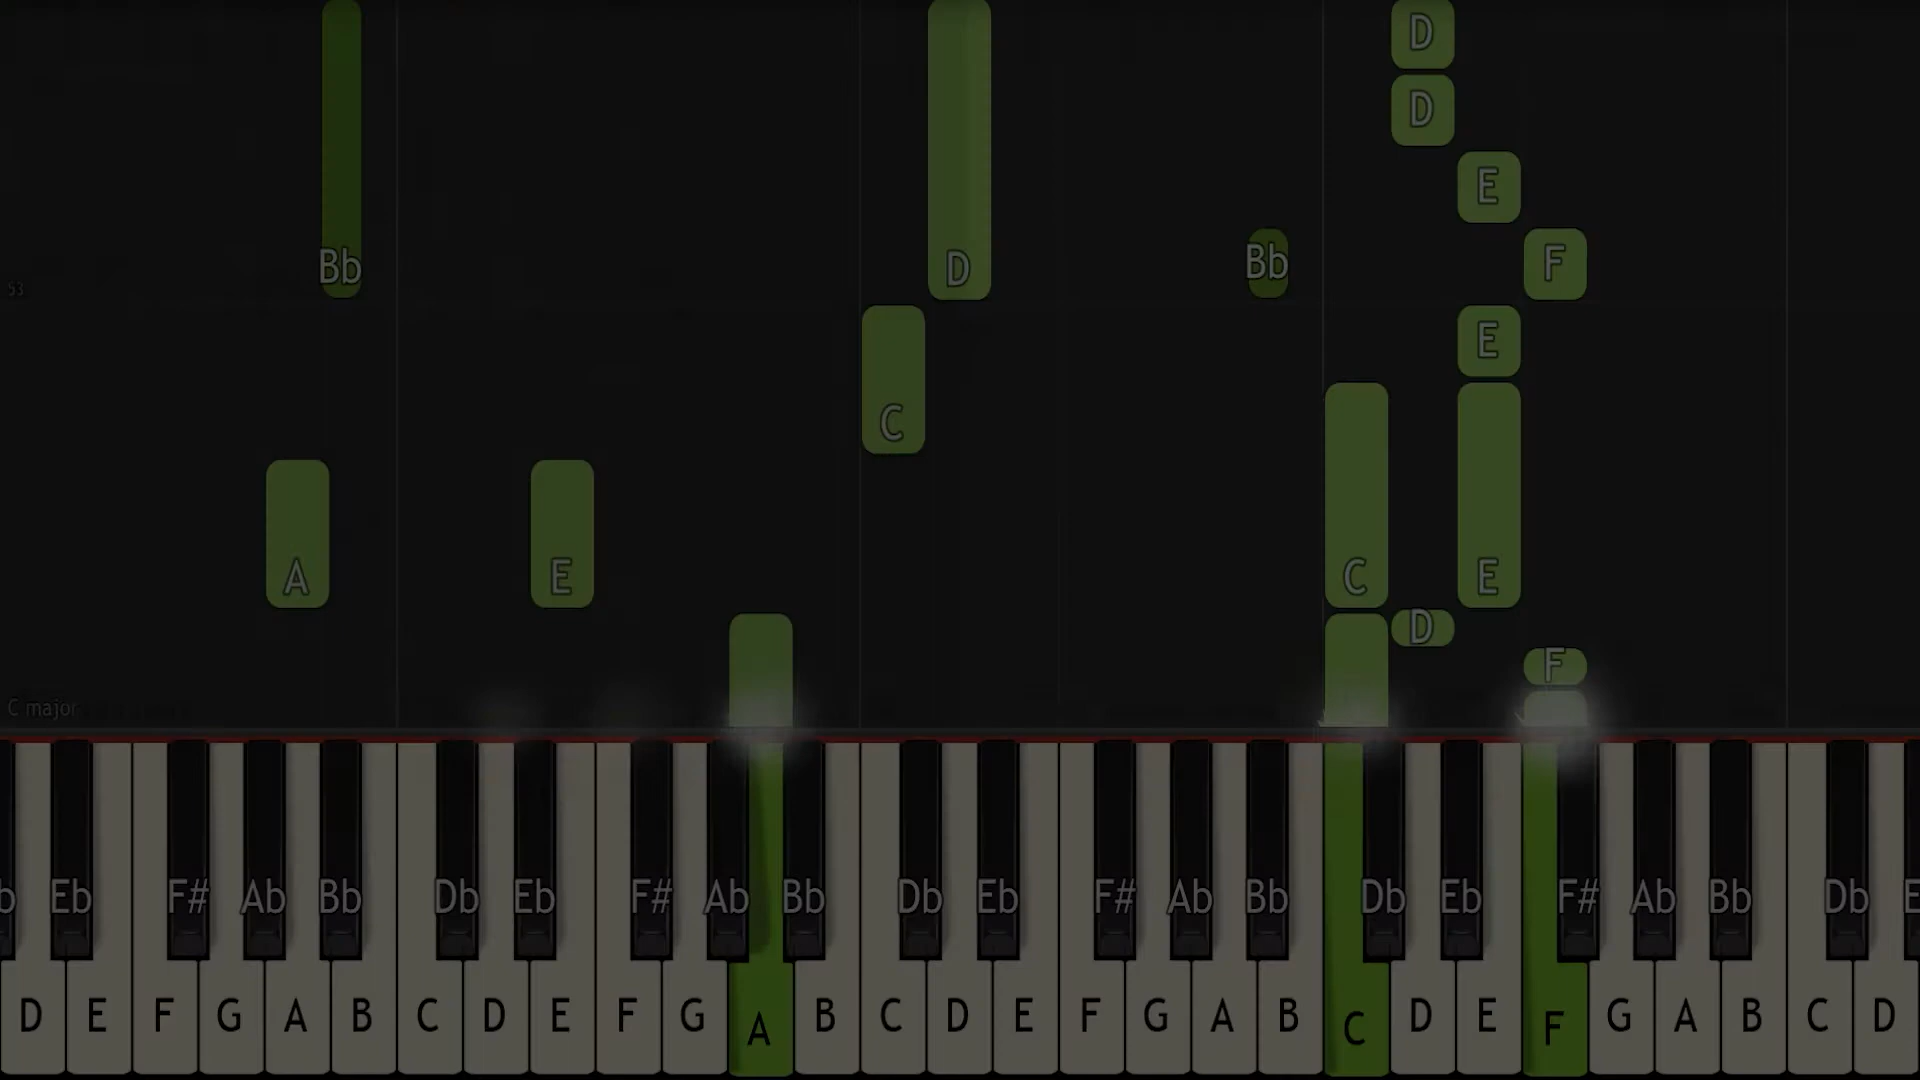 D
D
E
Bb D Bb F
53
E
C
A E C E
D
F
C major
b Eb F# Ab Bb Db Eb F# Ab Bb Db Eb F# Ab Bb Db Eb F# Ab Bb Db E
D E F G A B C D E F G A B C D E F G A B C D E F G A B C D